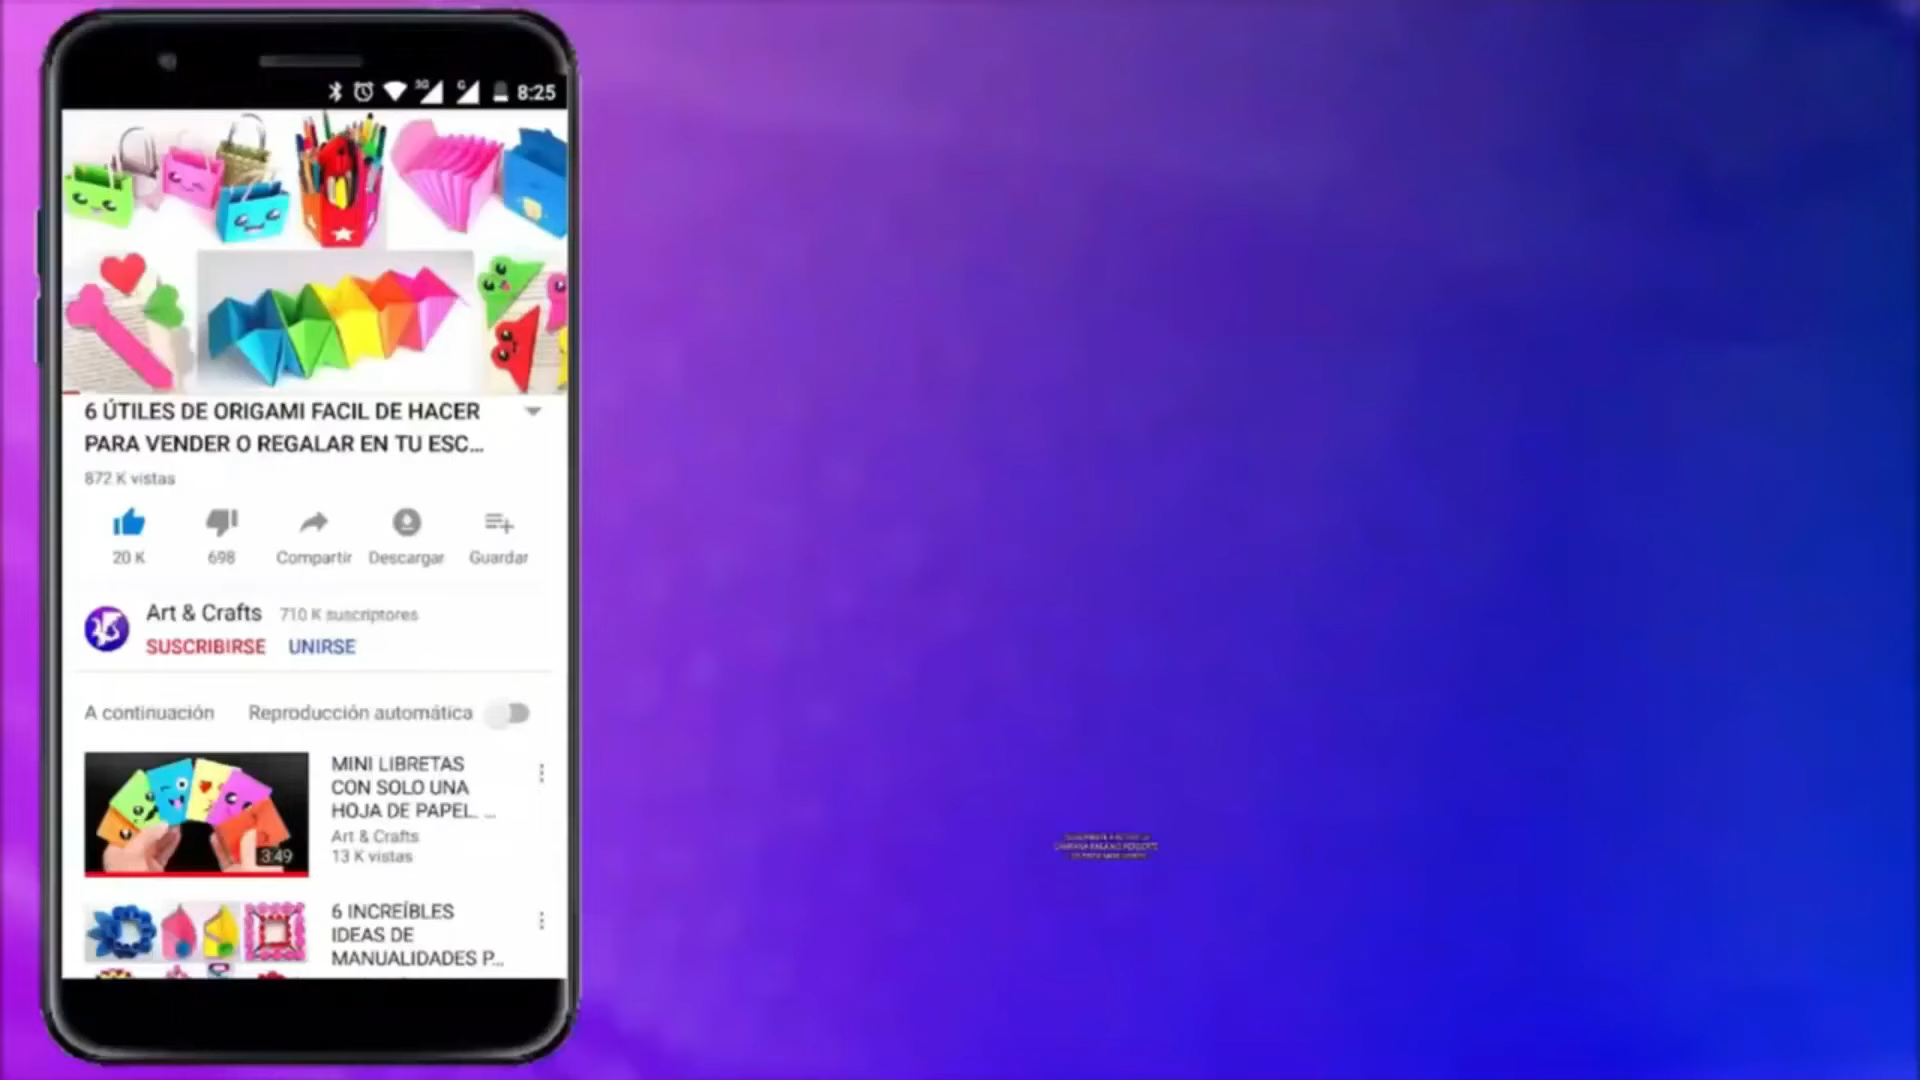 3G
G
8:25
6 ÚTILES DE ORIGAMI FACIL DE HACER
PARA VENDER O REGALAR EN TU ESC...
872 K vistas
20 K
698
Compartir
Descargar
Guardar
Art & Crafts 710 K suscriptores
SUSCRIBIRSE UNIRSE
A continuación Reproducción automática
MINI LIBRETAS
CON SOLO UNA
HOJA DE PAPEL. ...
Art & Crafts
13 K vistas
3:49
6 INCREÍBLES
IDEAS DE
MANUALIDADES P...